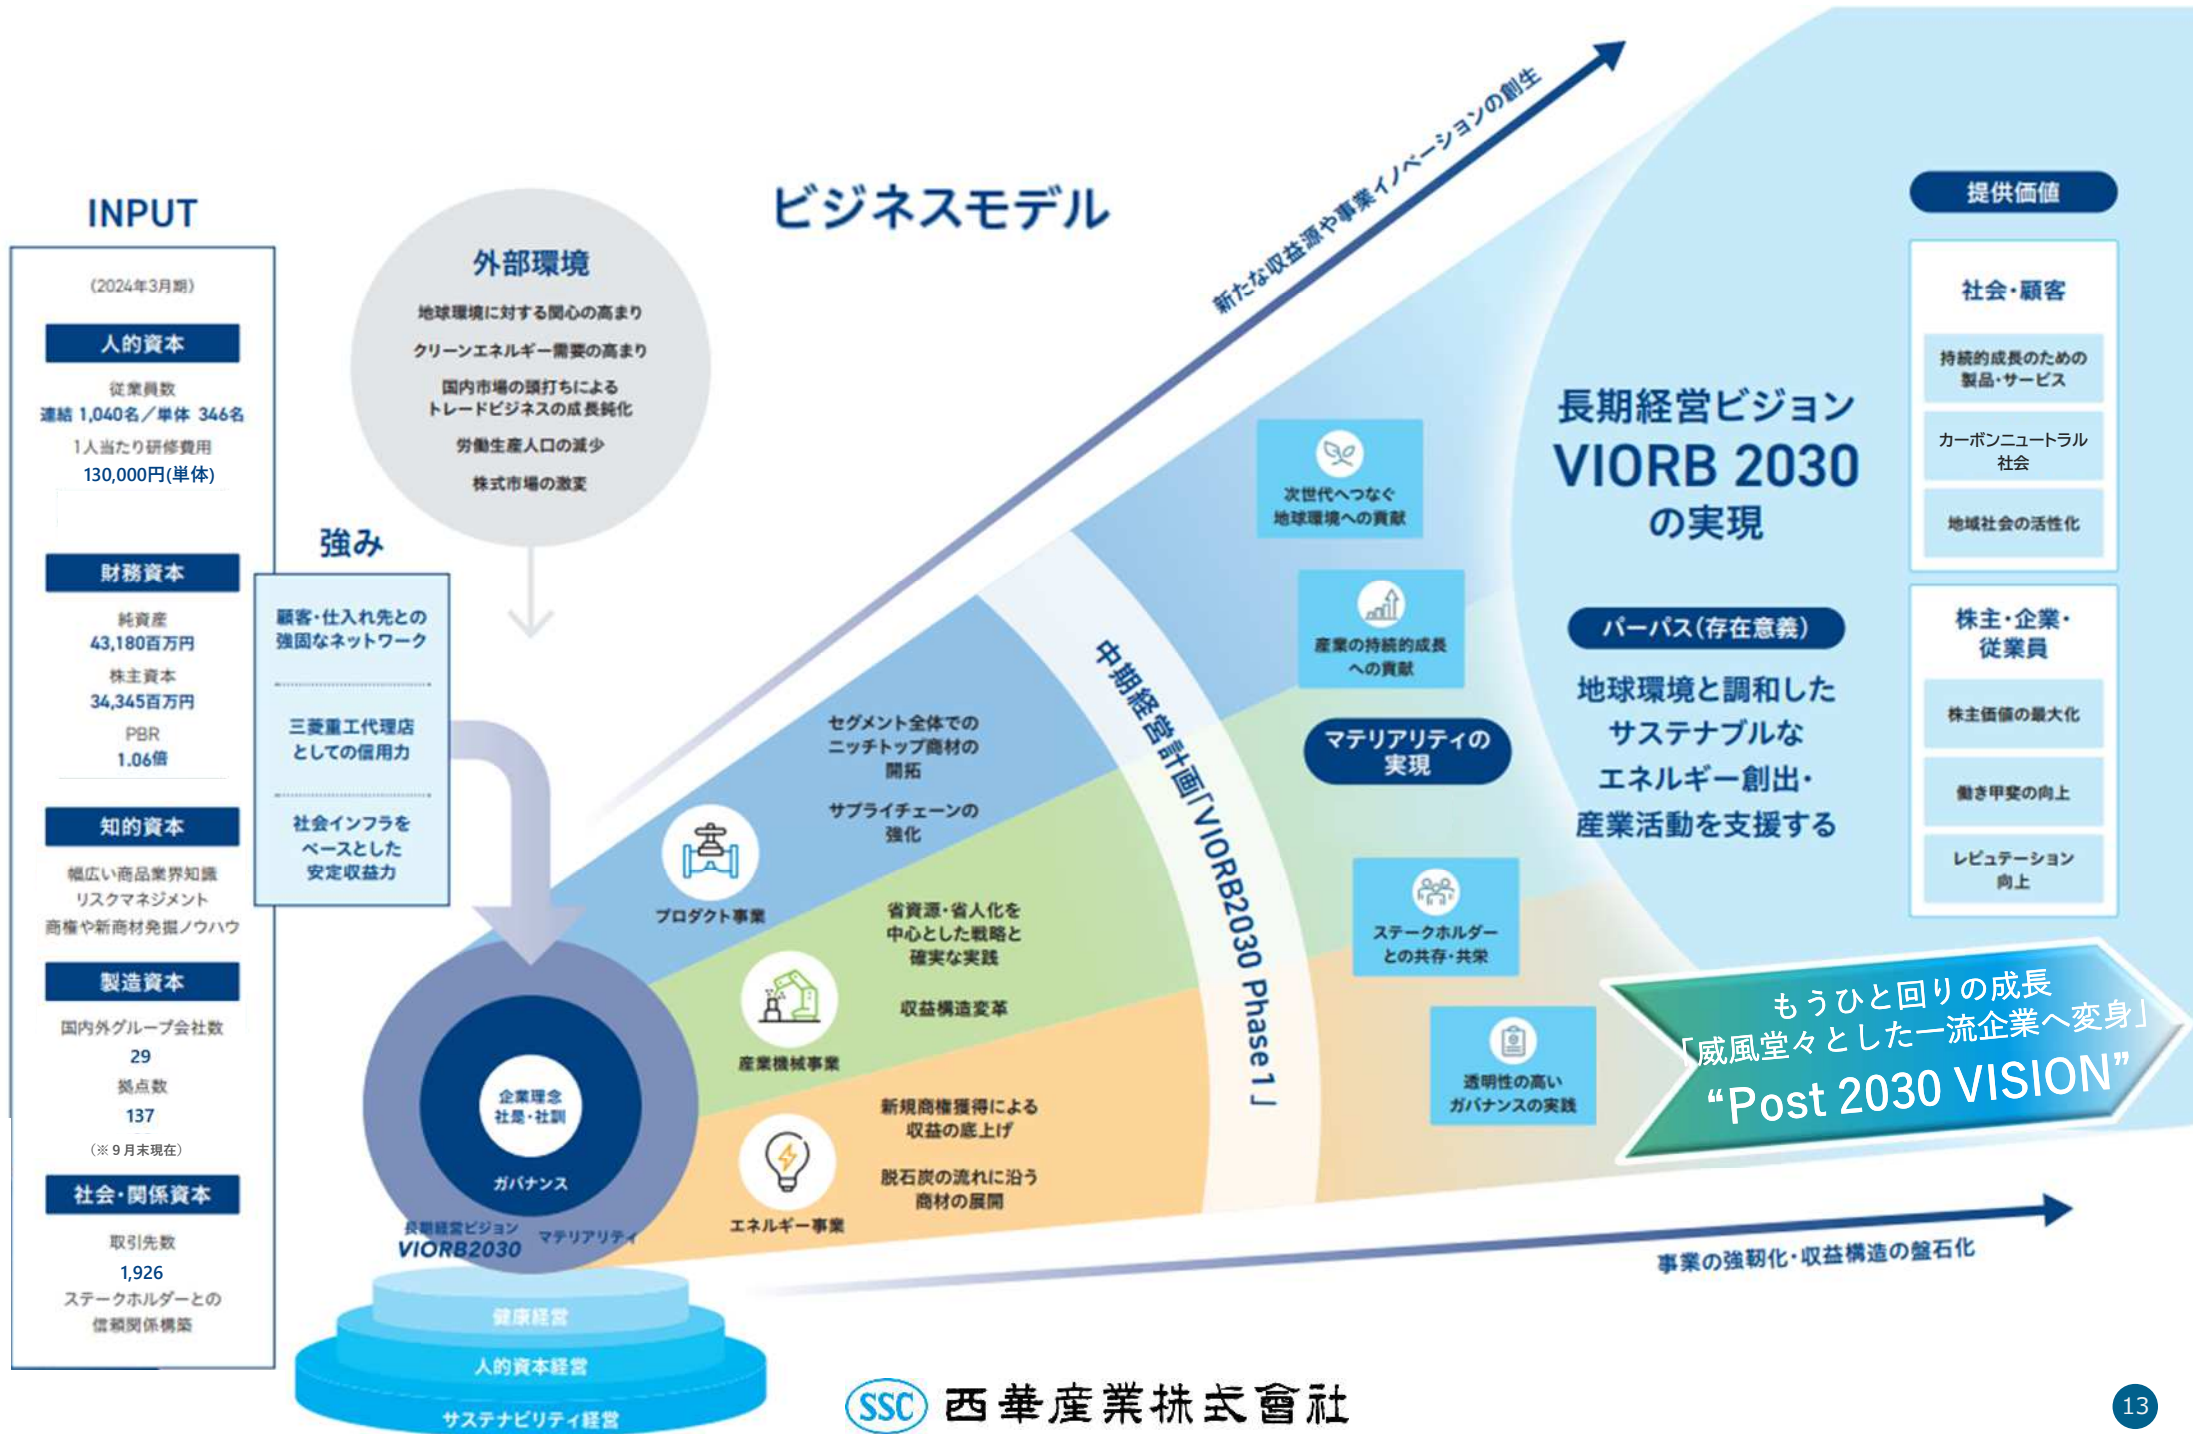 ビジネスモデル
INPUT
(2024年3月期)
人的資本
従業員数
連結 1,040名／単体 346名
1人当たり研修費用
130,000円(単体)
財務資本
純資産
43,180百万円
株主資本
34,345百万円
PBR
1.06倍
知的資本
幅広い商品業界知識
リスクマネジメント
商権や新商材発掘ノウハウ
製造資本
国内外グループ会社数
29
拠点数
137
(※９月末現在)
社会・関係資本
取引先数
1,926
ステークホルダーとの
信頼関係構築
強み
顧客・仕入れ先との
強固なネットワーク
三菱重工代理店
としての信用力
社会インフラを
ベースとした
安定収益力
外部環境
地球環境に対する関心の高まり
クリーンエネルギー需要の高まり
国内市場の頭打ちによる
トレードビジネスの成長鈍化
労働生産人口の減少
株式市場の激変
企業理念
社是・社訓
ガバナンス
長期経営ビジョン
VIORB2030
マテリアリティ
健康経営
人的資本経営
サステナビリティ経営
プロダクト事業
セグメント全体での
ニッチトップ商材の
開拓
サプライチェーンの
強化
産業機械事業
省資源・省人化を
中心とした戦略と
確実な実践
収益構造変革
エネルギー事業
新規商権獲得による
収益の底上げ
脱石炭の流れに沿う
商材の展開
中期経営計画「VIORB2030 Phase1」
新たな収益源や事業イノベーションの創生
次世代へつなぐ
地球環境への貢献
産業の持続的成長
への貢献
マテリアリティの
実現
ステークホルダー
との共存・共栄
透明性の高い
ガバナンスの実践
長期経営ビジョン
VIORB 2030
の実現
パーパス(存在意義)
地球環境と調和した
サステナブルな
エネルギー創出・
産業活動を支援する
提供価値
社会・顧客
持続的成長のための
製品・サービス
カーボンニュートラル
社会
地域社会の活性化
株主・企業・
従業員
株主価値の最大化
働き甲斐の向上
レピュテーション
向上
もうひと回りの成長
「威風堂々とした一流企業へ変身」
“Post 2030 VISION”
事業の強靭化・収益構造の盤石化
SSC 西華産業株式會社
13